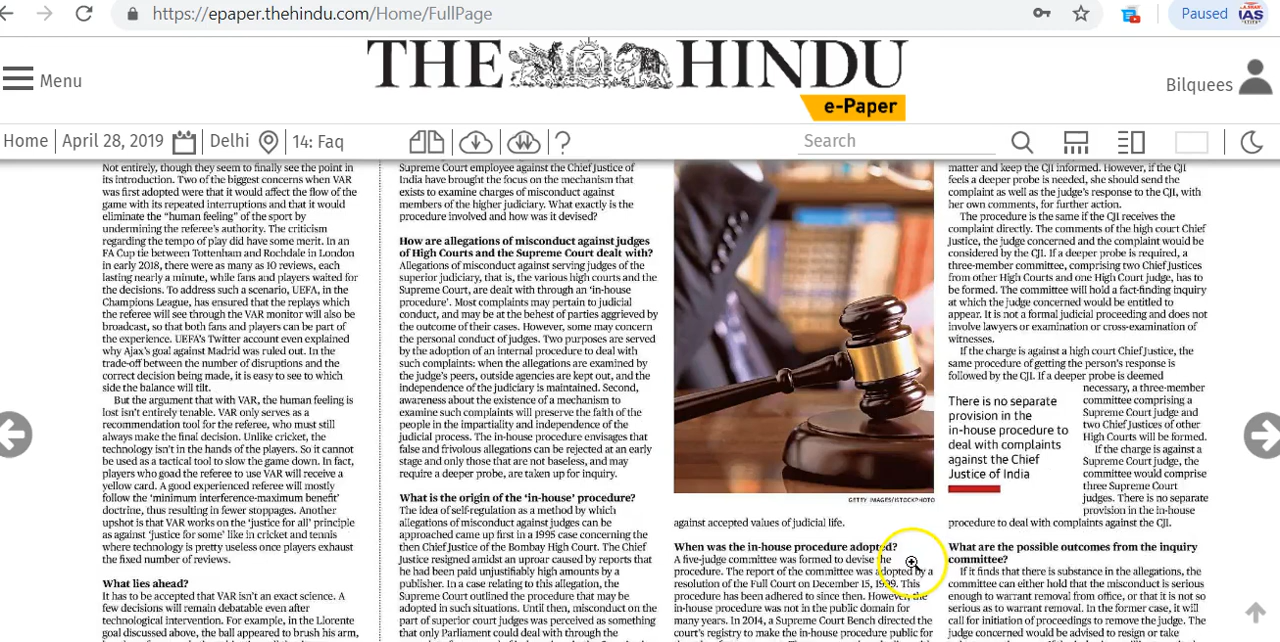 https://epaper.thehindu.com/Home/FullPage
Paused
IAS
THE HINDU
e-Paper
Menu
Bilquees
Home
April 28, 2019
Delhi
14: Faq
?
Search
Not entirely, though they seem to finally see the point in
its introduction. Two of the biggest concerns when VAR
was first adopted were that it would affect the flow of the
game with its repeated interruptions and that it would
eliminate the “human feeling” of the sport by
undermining the referee’s authority. The criticism
regarding the tempo of play did have some merit. In an
FA Cup tie between Tottenham and Rochdale in London
in early 2018, there were as many as 10 reviews, each
lasting nearly a minute, while fans and players waited for
the decisions. To address such a scenario, UEFA, in the
Champions League, has ensured that the replays which
the referee will see through the VAR monitor will also be
broadcast, so that both fans and players can be part of
the experience. UEFA’s Twitter account even explained
why Ajax’s goal against Madrid was ruled out. In the
trade-off between the number of disruptions and the
correct decision being made, it is easy to see to which
side the balance will tilt.
But the argument that with VAR, the human feeling is
lost isn’t entirely tenable. VAR only serves as a
recommendation tool for the referee, who must still
always make the final decision. Unlike cricket, the
technology isn’t in the hands of the players. So it cannot
be used as a tactical tool to slow the game down. In fact,
players who goad the referee to use VAR will receive a
yellow card. A good experienced referee will mostly
follow the ‘minimum interference-maximum benefit’
doctrine, thus resulting in fewer stoppages. Another
upshot is that VAR works on the ‘justice for all’ principle
as against ‘justice for some’ like in cricket and tennis
where technology is pretty useless once players exhaust
the fixed number of reviews.
What lies ahead?
It has to be accepted that VAR isn’t an exact science. A
few decisions will remain debatable even after
technological intervention. For example, in the Llorente
goal discussed above, the ball appeared to brush his arm,
Supreme Court employee against the Chief Justice of
India have brought the focus on the mechanism that
exists to examine charges of misconduct against
members of the higher judiciary. What exactly is the
procedure involved and how was it devised?
How are allegations of misconduct against judges
of High Courts and the Supreme Court dealt with?
Allegations of misconduct against serving judges of the
superior judiciary, that is, the various high courts and the
Supreme Court, are dealt with through an ‘in-house
procedure’. Most complaints may pertain to judicial
conduct, and may be at the behest of parties aggrieved by
the outcome of their cases. However, some may concern
the personal conduct of judges. Two purposes are served
by the adoption of an internal procedure to deal with
such complaints: when the allegations are examined by
the judge’s peers, outside agencies are kept out, and the
independence of the judiciary is maintained. Second,
awareness about the existence of a mechanism to
examine such complaints will preserve the faith of the
people in the impartiality and independence of the
judicial process. The in-house procedure envisages that
false and frivolous allegations can be rejected at an early
stage and only those that are not baseless, and may
require a deeper probe, are taken up for inquiry.
What is the origin of the ‘in-house’ procedure?
The idea of self-regulation as a method by which
allegations of misconduct against judges can be
approached came up first in a 1995 case concerning the
then Chief Justice of the Bombay High Court. The Chief
Justice resigned amidst an uproar caused by reports that
he had been paid unjustifiably high amounts by a
publisher. In a case relating to this allegation, the
Supreme Court outlined the procedure that may be
adopted in such situations. Until then, misconduct on the
part of superior court judges was perceived as something
that only Parliament could deal with through the
GETTY IMAGES/ISTOCKPHOTO
against accepted values of judicial life.
When was the in-house procedure adopted?
A five-judge committee was formed to devise the
procedure. The report of the committee was adopted by a
resolution of the Full Court on December 15, 1999. This
procedure has been adhered to since then. However, the
in-house procedure was not in the public domain for
many years. In 2014, a Supreme Court Bench directed the
court’s registry to make the in-house procedure public for
matter and keep the CJI informed. However, if the CJI
feels a deeper probe is needed, she should send the
complaint as well as the judge’s response to the CJI, with
her own comments, for further action.
The procedure is the same if the CJI receives the
complaint directly. The comments of the high court Chief
Justice, the judge concerned and the complaint would be
considered by the CJI. If a deeper probe is required, a
three-member committee, comprising two Chief Justices
from other High Courts and one High Court judge, has to
be formed. The committee will hold a fact-finding inquiry
at which the judge concerned would be entitled to
appear. It is not a formal judicial proceeding and does not
involve lawyers or examination or cross-examination of
witnesses.
If the charge is against a high court Chief Justice, the
same procedure of getting the person’s response is
followed by the CJI. If a deeper probe is deemed
necessary, a three-member
committee comprising a
Supreme Court judge and
two Chief Justices of other
High Courts will be formed.
If the charge is against a
Supreme Court judge, the
committee would comprise
three Supreme Court
judges. There is no separate
provision in the in-house
procedure to deal with complaints against the CJI.
There is no separate
provision in the
in-house procedure to
deal with complaints
against the Chief
Justice of India
What are the possible outcomes from the inquiry
committee?
If it finds that there is substance in the allegations, the
committee can either hold that the misconduct is serious
enough to warrant removal from office, or that it is not so
serious as to warrant removal. In the former case, it will
call for initiation of proceedings to remove the judge. The
judge concerned would be advised to resign or take